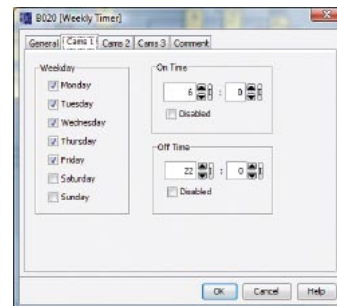 B020 [Weekly Timer]
General Cams 1 Cams 2 Cams 3 Comment
Weekday
Monday
Tuesday
Wednesday
Thursday
Friday
Saturday
Sunday
On Time
6 : 0
Disabled
Off Time
22 : 0
Disabled
OK Cancel Help